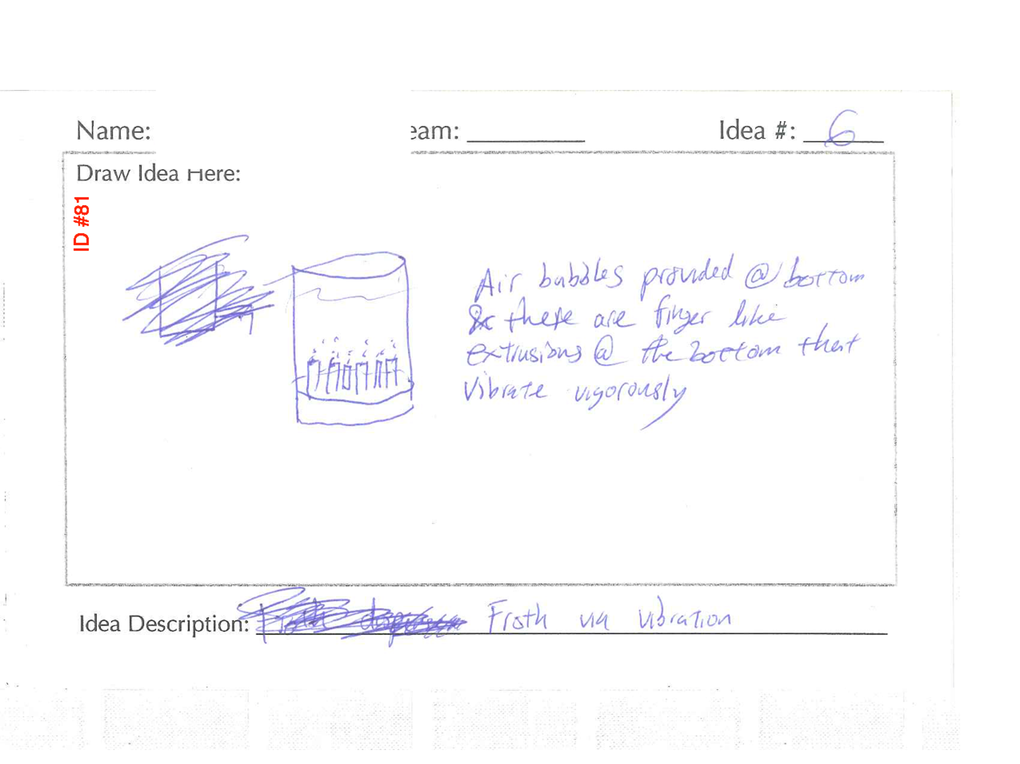 Name:
eam:
Idea #: 6
Draw Idea Here:
ID #81
Air bubbles provided @ bottom
& there are finger like
extrusions @ the bottom that
vibrate vigorously
Idea Description: Froth via vibration